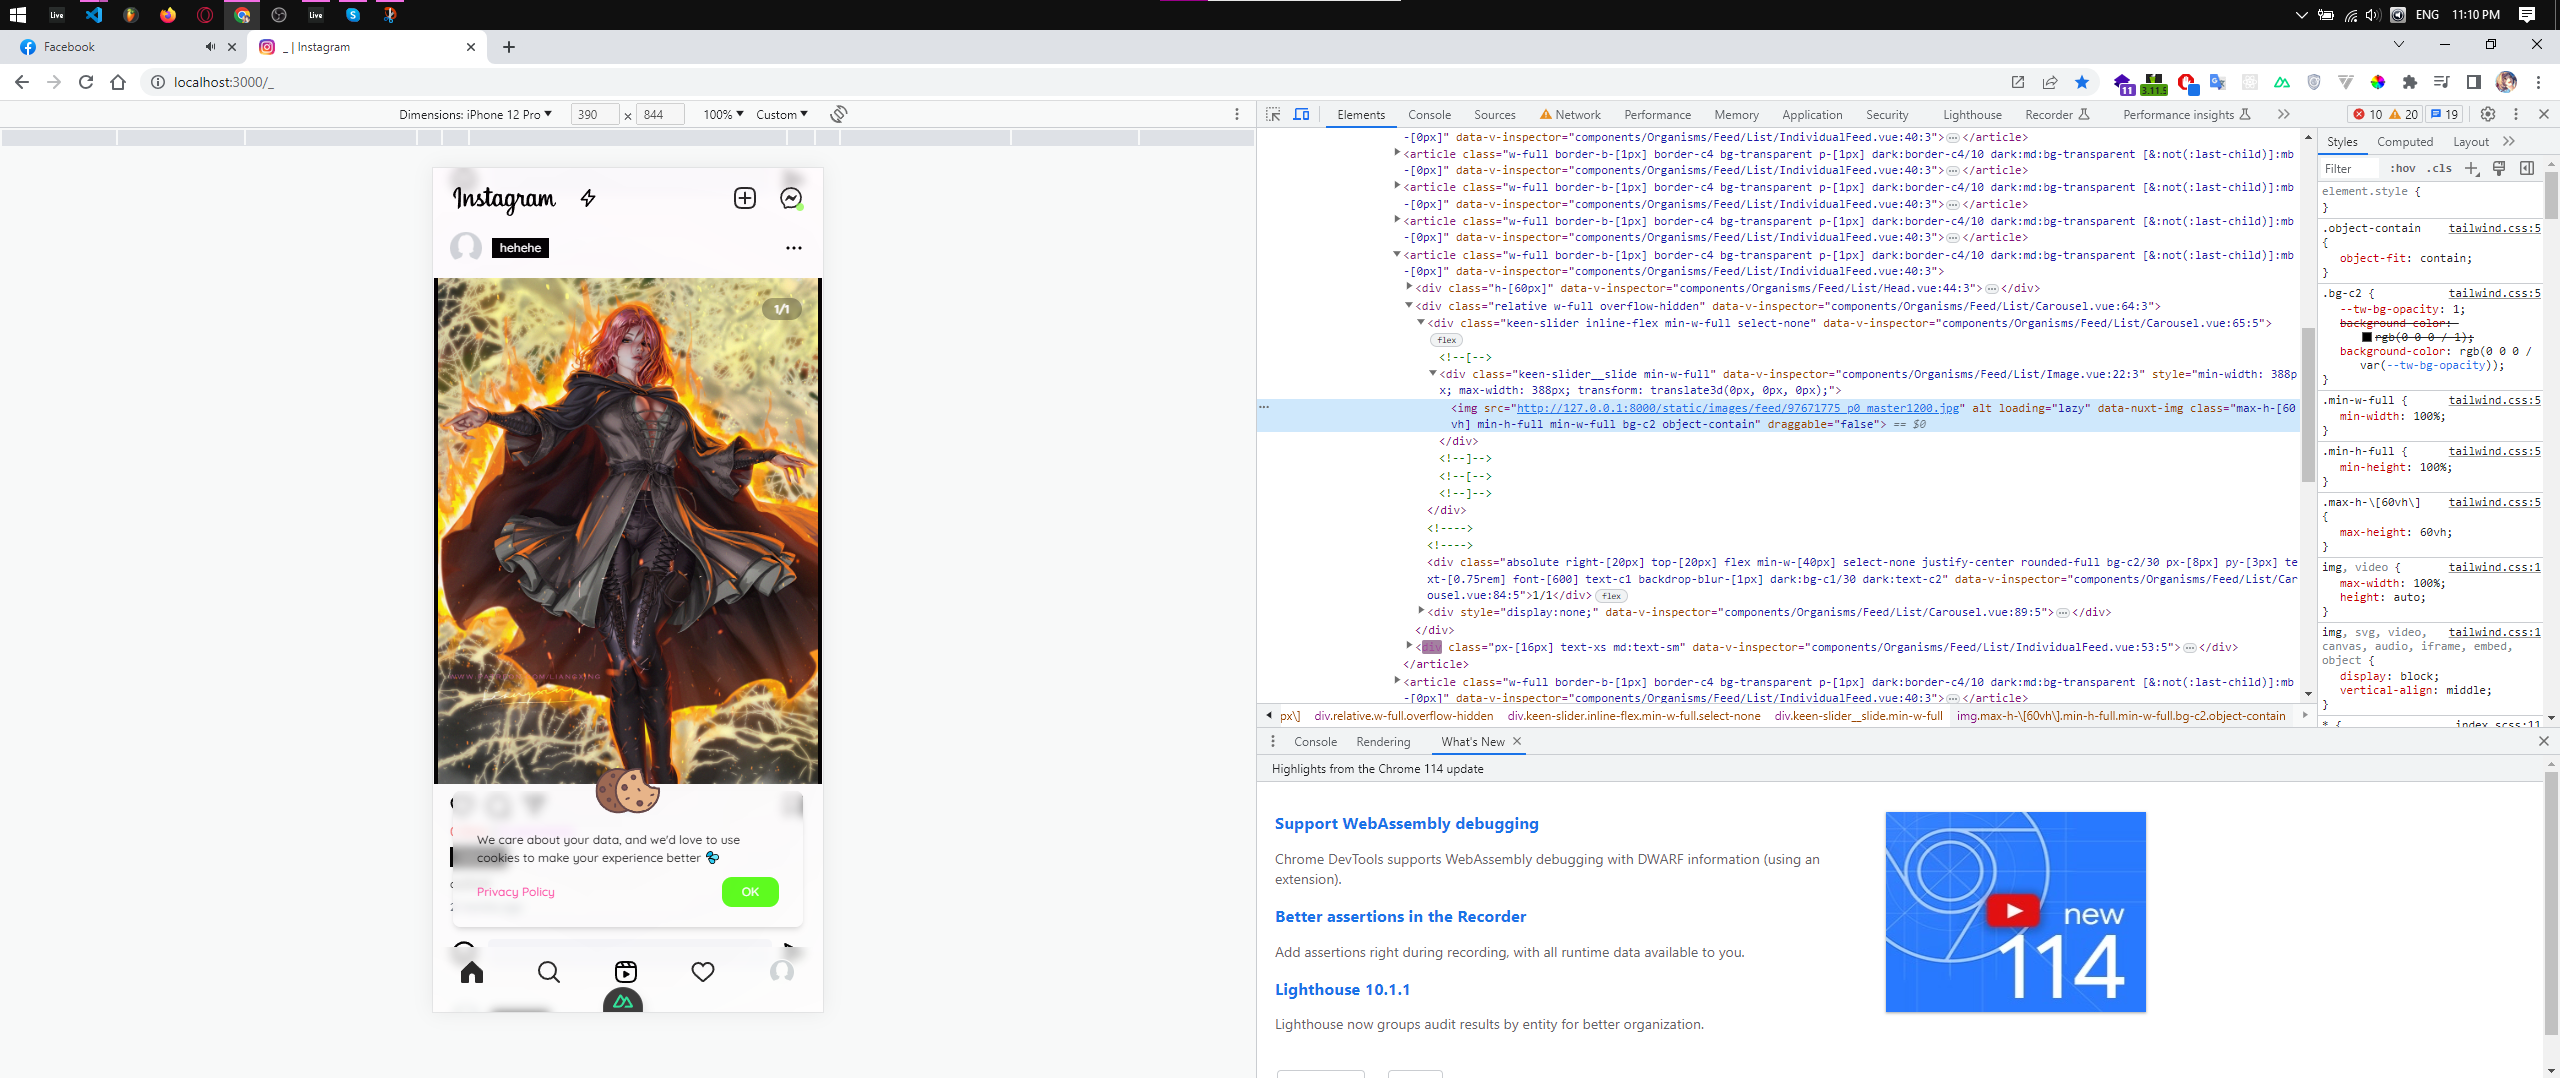 Live
Live
ENG 11:10 PM
Facebook
_ | Instagram
localhost:3000/_
11
3.11.5
Dimensions: iPhone 12 Pro 390 × 844 100% Custom
Instagram
hehehe
1/1
We care about your data, and we'd love to use
cookies to make your experience better
Privacy Policy
OK
Elements Console Sources Network Performance Memory Application Security Lighthouse Recorder Performance insights 10 20 19
-[0px]" data-v-inspector="components/Organisms/Feed/List/IndividualFeed.vue:40:3">…</article>
<article class="w-full border-b-[1px] border-c4 bg-transparent p-[1px] dark:border-c4/10 dark:md:bg-transparent [&:not(:last-child)]:mb
-[0px]" data-v-inspector="components/Organisms/Feed/List/IndividualFeed.vue:40:3">…</article>
<article class="w-full border-b-[1px] border-c4 bg-transparent p-[1px] dark:border-c4/10 dark:md:bg-transparent [&:not(:last-child)]:mb
-[0px]" data-v-inspector="components/Organisms/Feed/List/IndividualFeed.vue:40:3">…</article>
<article class="w-full border-b-[1px] border-c4 bg-transparent p-[1px] dark:border-c4/10 dark:md:bg-transparent [&:not(:last-child)]:mb
-[0px]" data-v-inspector="components/Organisms/Feed/List/IndividualFeed.vue:40:3">…</article>
<article class="w-full border-b-[1px] border-c4 bg-transparent p-[1px] dark:border-c4/10 dark:md:bg-transparent [&:not(:last-child)]:mb
-[0px]" data-v-inspector="components/Organisms/Feed/List/IndividualFeed.vue:40:3">
<div class="h-[60px]" data-v-inspector="components/Organisms/Feed/List/Head.vue:44:3">…</div>
<div class="relative w-full overflow-hidden" data-v-inspector="components/Organisms/Feed/List/Carousel.vue:64:3">
<div class="keen-slider inline-flex min-w-full select-none" data-v-inspector="components/Organisms/Feed/List/Carousel.vue:65:5">
flex
<!--[-->
<div class="keen-slider__slide min-w-full" data-v-inspector="components/Organisms/Feed/List/Image.vue:22:3" style="min-width: 388p
x; max-width: 388px; transform: translate3d(0px, 0px, 0px);">
<img src="http://127.0.0.1:8000/static/images/feed/97671775_p0_master1200.jpg" alt loading="lazy" data-nuxt-img class="max-h-[60
vh] min-h-full min-w-full bg-c2 object-contain" draggable="false"> == $0
</div>
<!--]-->
<!--[-->
<!--]-->
</div>
<!---->
<!---->
<div class="absolute right-[20px] top-[20px] flex min-w-[40px] select-none justify-center rounded-full bg-c2/30 px-[8px] py-[3px] te
xt-[0.75rem] font-[600] text-c1 backdrop-blur-[1px] dark:bg-c1/30 dark:text-c2" data-v-inspector="components/Organisms/Feed/List/Car
ousel.vue:84:5">1/1</div> flex
<div style="display:none;" data-v-inspector="components/Organisms/Feed/List/Carousel.vue:89:5">…</div>
</div>
<div class="px-[16px] text-xs md:text-sm" data-v-inspector="components/Organisms/Feed/List/IndividualFeed.vue:53:5">…</div>
</article>
<article class="w-full border-b-[1px] border-c4 bg-transparent p-[1px] dark:border-c4/10 dark:md:bg-transparent [&:not(:last-child)]:mb
-[0px]" data-v-inspector="components/Organisms/Feed/List/IndividualFeed.vue:40:3">…</article>
px\] div.relative.w-full.overflow-hidden div.keen-slider.inline-flex.min-w-full.select-none div.keen-slider__slide.min-w-full img.max-h-\[60vh\].min-h-full.min-w-full.bg-c2.object-contain
Styles Computed Layout
Filter :hov .cls
element.style {
}
.object-contain tailwind.css:5
{
object-fit: contain;
}
.bg-c2 { tailwind.css:5
--tw-bg-opacity: 1;
background-color:
rgb(0 0 0 / 1);
background-color: rgb(0 0 0 /
var(--tw-bg-opacity));
}
.min-w-full { tailwind.css:5
min-width: 100%;
}
.min-h-full { tailwind.css:5
min-height: 100%;
}
.max-h-\[60vh\] tailwind.css:5
{
max-height: 60vh;
}
img, video { tailwind.css:1
max-width: 100%;
height: auto;
}
img, svg, video, tailwind.css:1
canvas, audio, iframe, embed,
object {
display: block;
vertical-align: middle;
}
* { index.scss:11
Console Rendering What's New
Highlights from the Chrome 114 update
Support WebAssembly debugging
Chrome DevTools supports WebAssembly debugging with DWARF information (using an
extension).
Better assertions in the Recorder
Add assertions right during recording, with all runtime data available to you.
Lighthouse 10.1.1
Lighthouse now groups audit results by entity for better organization.
new
114